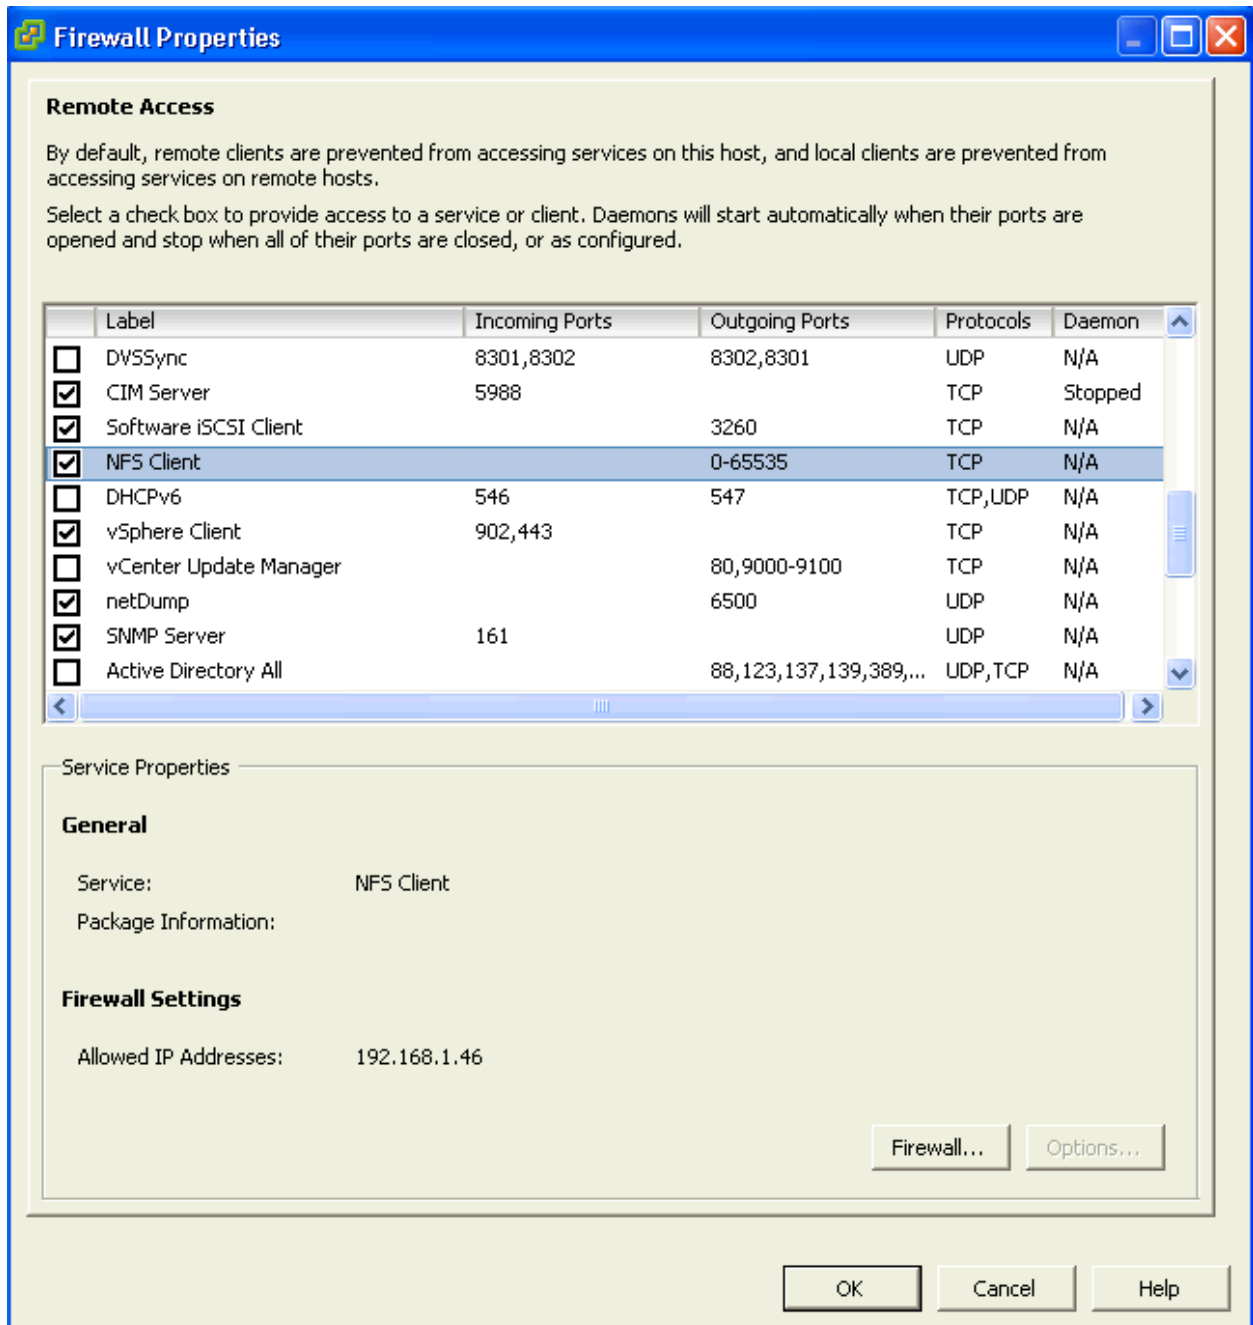 Firewall Properties
Remote Access
By default, remote clients are prevented from accessing services on this host, and local clients are prevented from
accessing services on remote hosts.
Select a check box to provide access to a service or client. Daemons will start automatically when their ports are
opened and stop when all of their ports are closed, or as configured.
Label Incoming Ports Outgoing Ports Protocols Daemon
DVSSync 8301,8302 8302,8301 UDP N/A
CIM Server 5988 TCP Stopped
Software iSCSI Client 3260 TCP N/A
NFS Client 0-65535 TCP N/A
DHCPv6 546 547 TCP,UDP N/A
vSphere Client 902,443 TCP N/A
vCenter Update Manager 80,9000-9100 TCP N/A
netDump 6500 UDP N/A
SNMP Server 161 UDP N/A
Active Directory All 88,123,137,139,389,... UDP,TCP N/A
Service Properties
General
Service: NFS Client
Package Information:
Firewall Settings
Allowed IP Addresses: 192.168.1.46
Firewall... Options...
OK Cancel Help